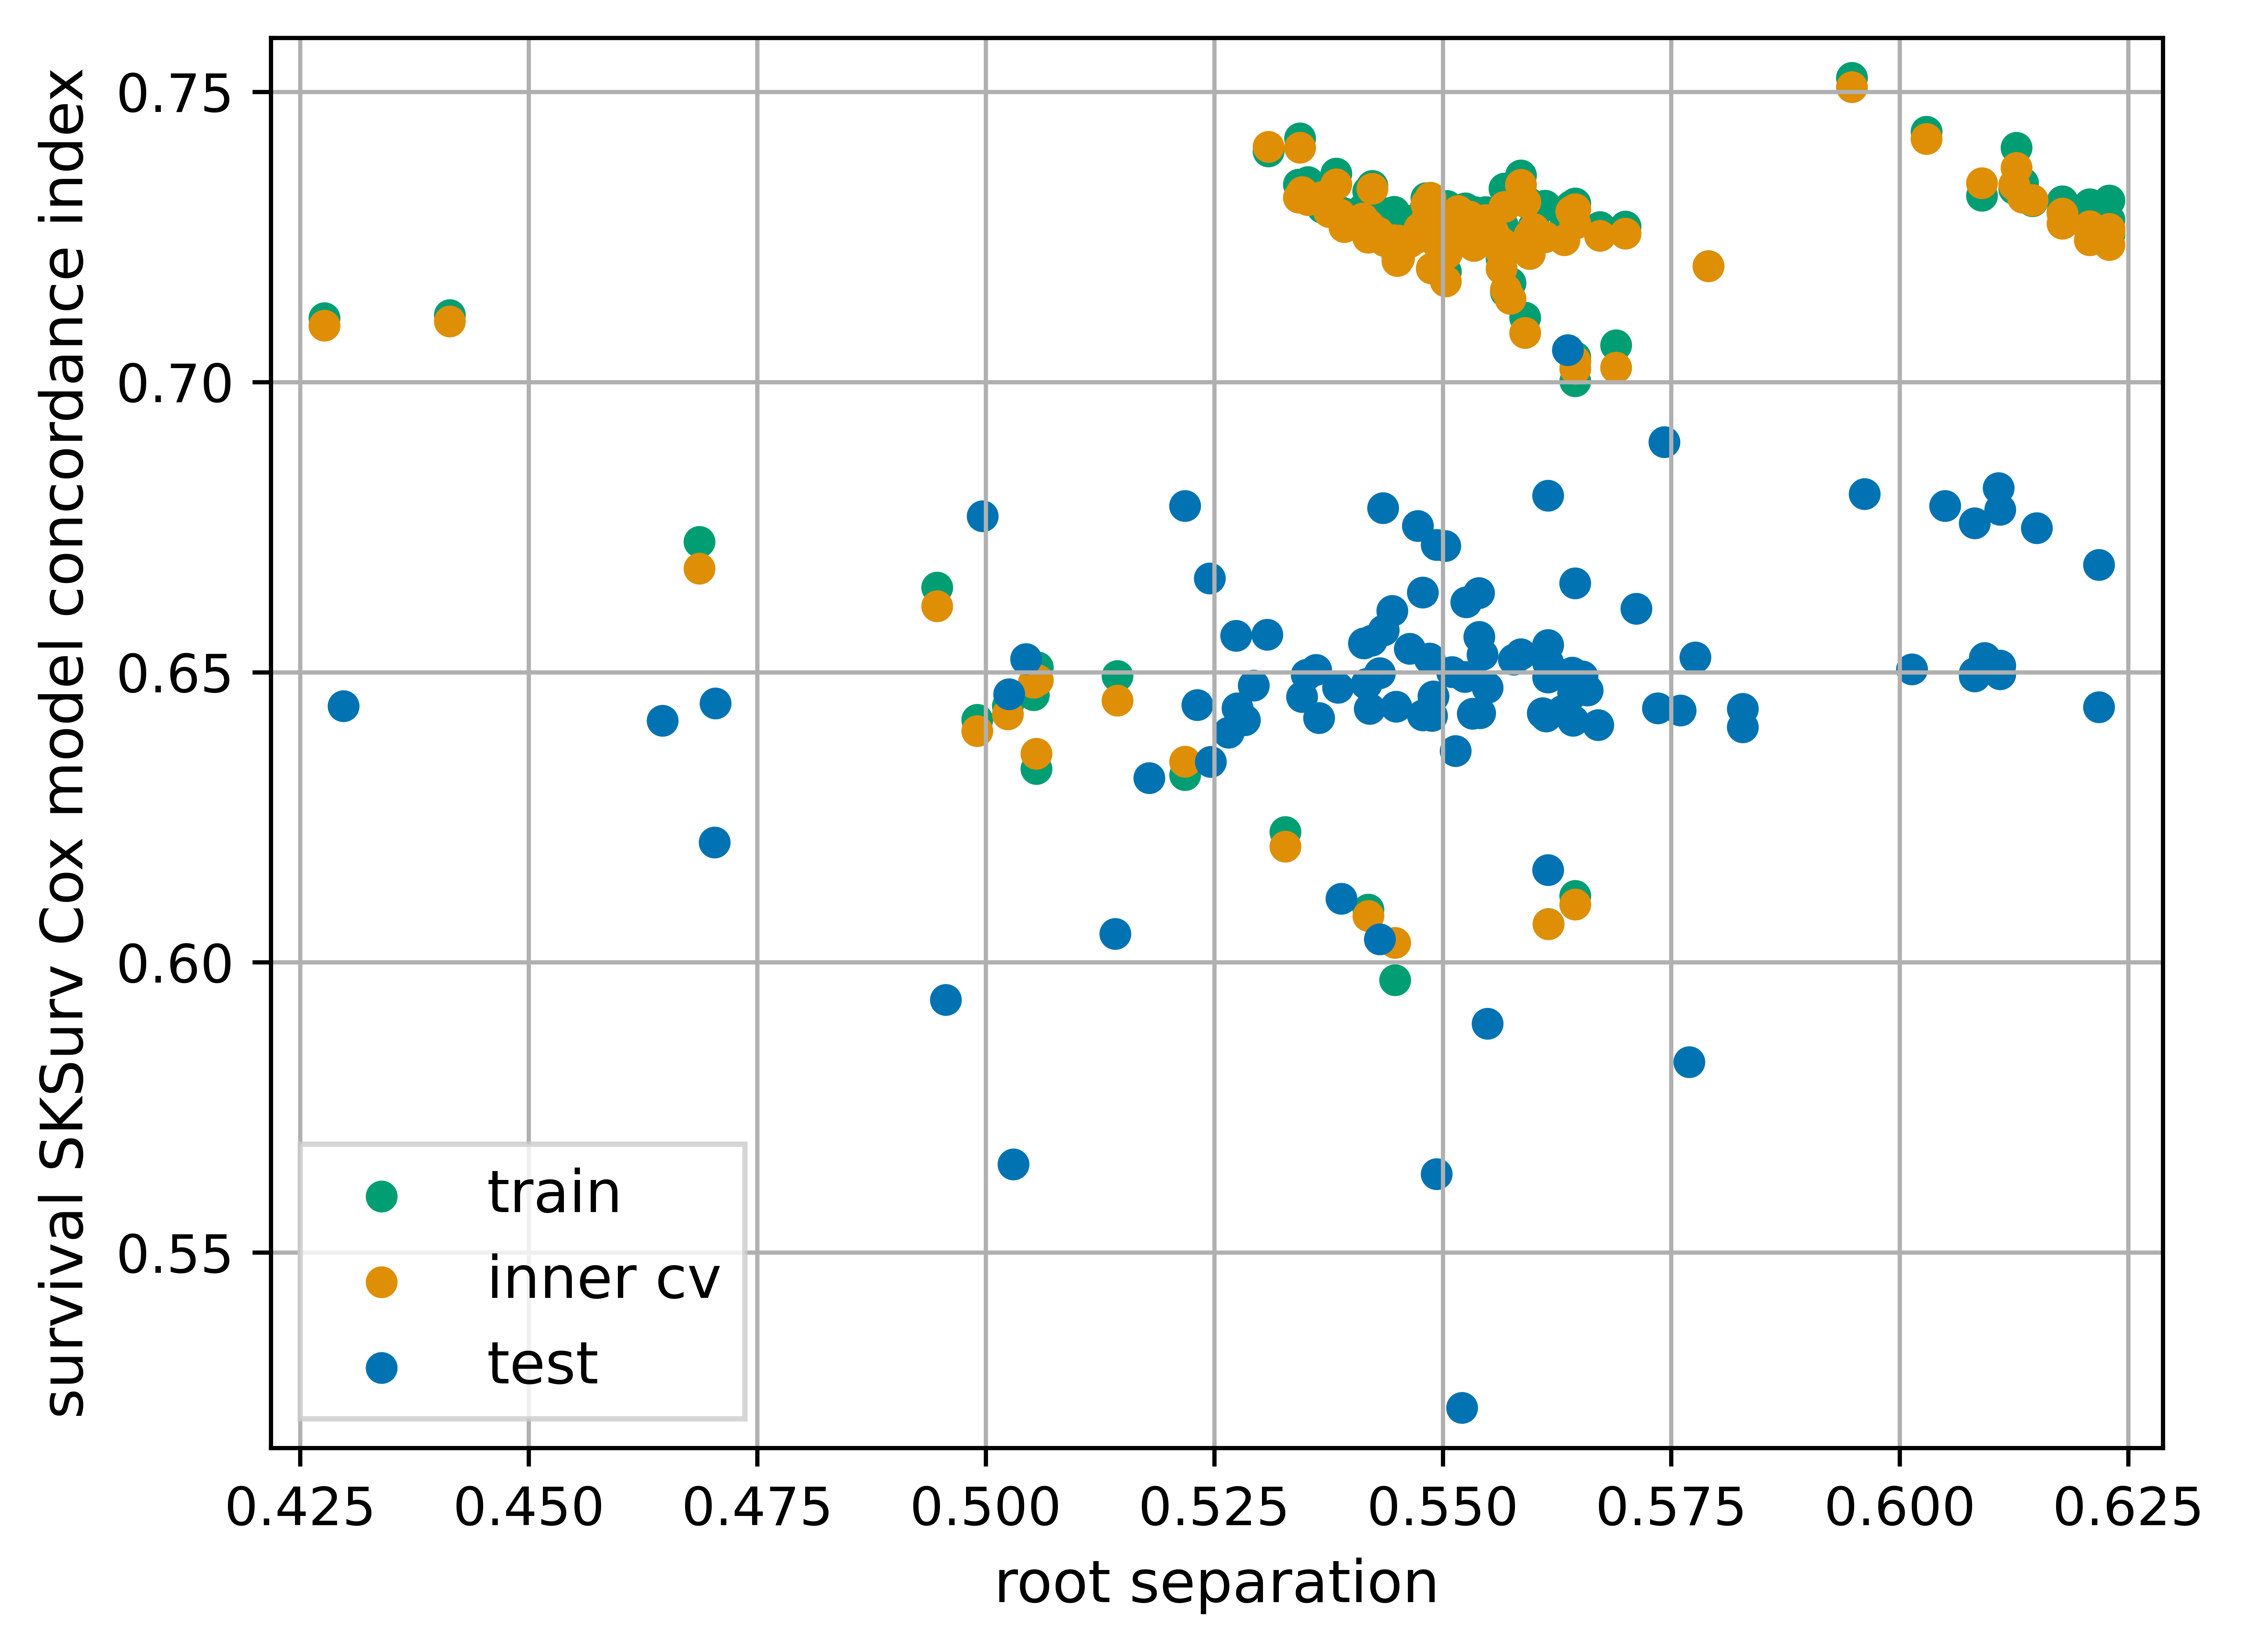 survival SKSurv Cox model concordance index
0.75
0.70
0.65
0.60
0.55
train
inner cv
test
0.425 0.450 0.475 0.500 0.525 0.550 0.575 0.600 0.625
root separation